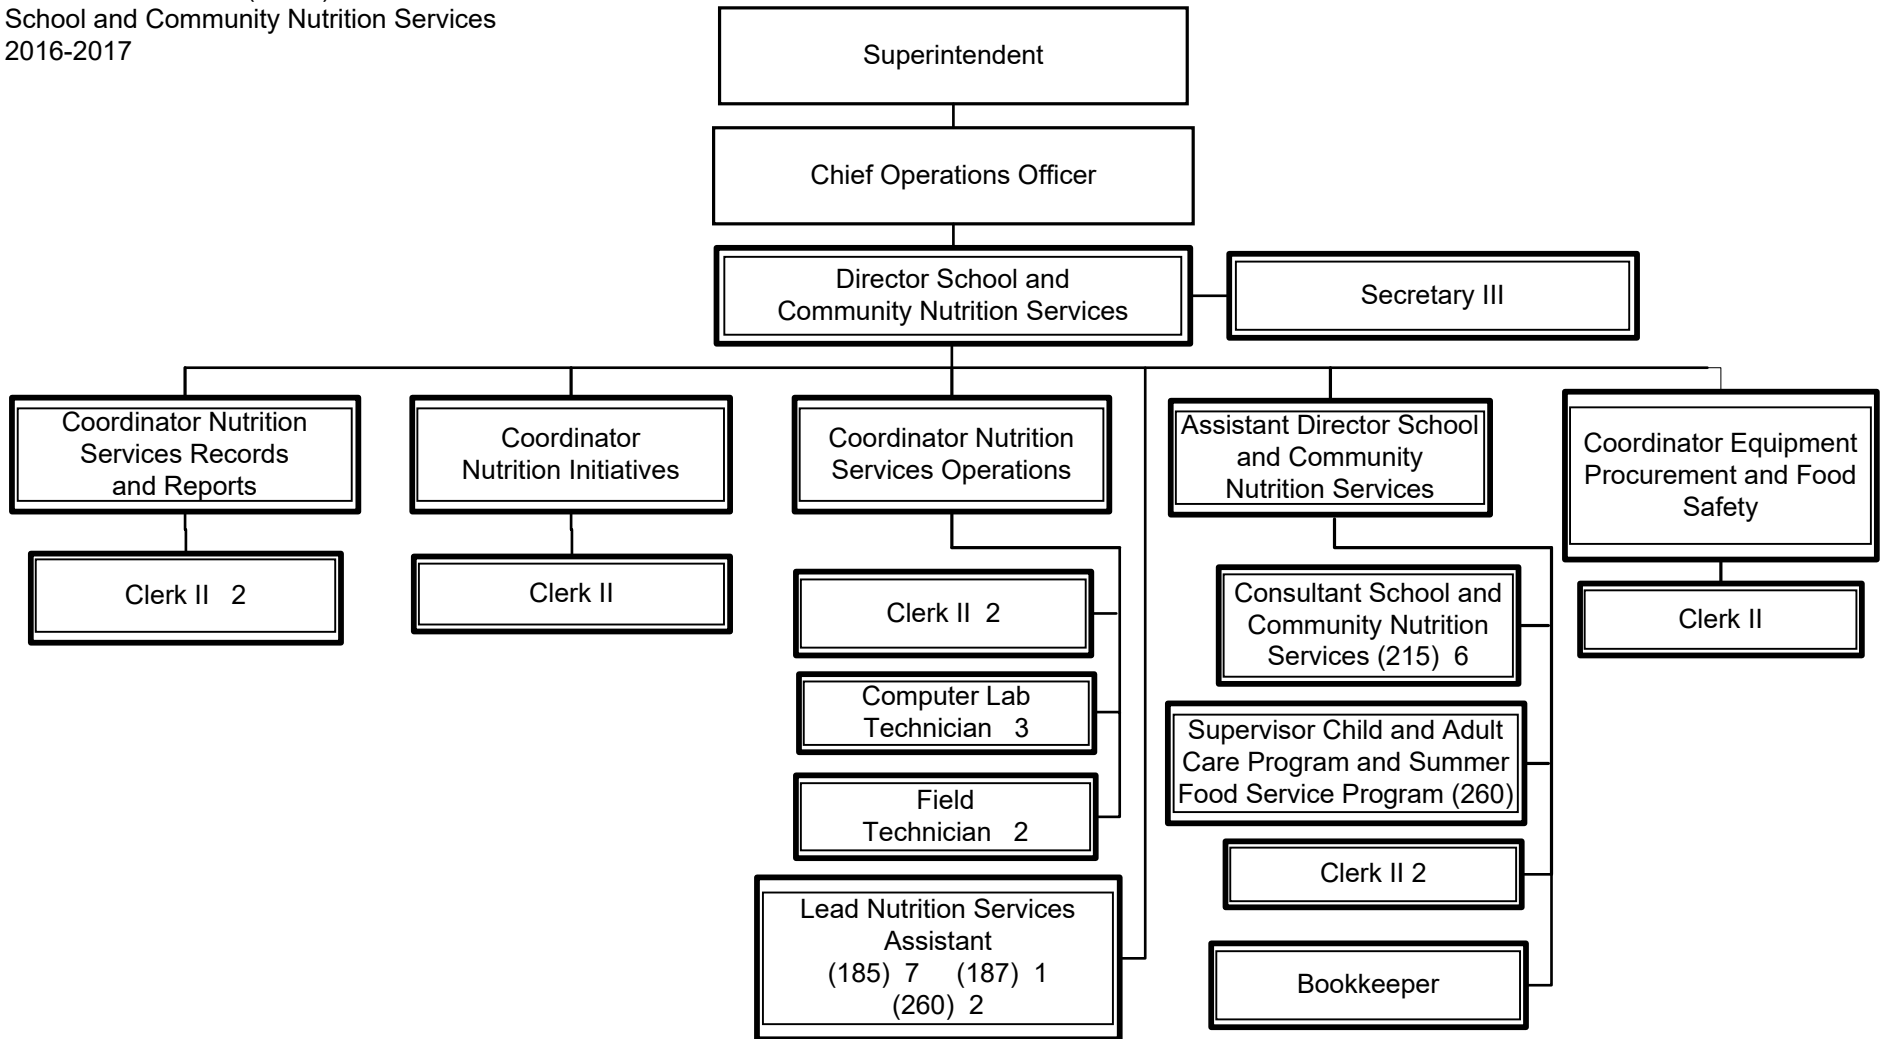 School and Community Nutrition Services
2016-2017
Superintendent
Chief Operations Officer
Director School and
Community Nutrition Services
Secretary III
Coordinator Nutrition
Services Records
and Reports
Coordinator
Nutrition Initiatives
Coordinator Nutrition
Services Operations
Assistant Director School
and Community
Nutrition Services
Coordinator Equipment
Procurement and Food
Safety
Clerk II 2
Clerk II
Clerk II 2
Computer Lab
Technician 3
Field
Technician 2
Lead Nutrition Services
Assistant
(185) 7 (187) 1
(260) 2
Consultant School and
Community Nutrition
Services (215) 6
Supervisor Child and Adult
Care Program and Summer
Food Service Program (260)
Clerk II 2
Bookkeeper
Clerk II